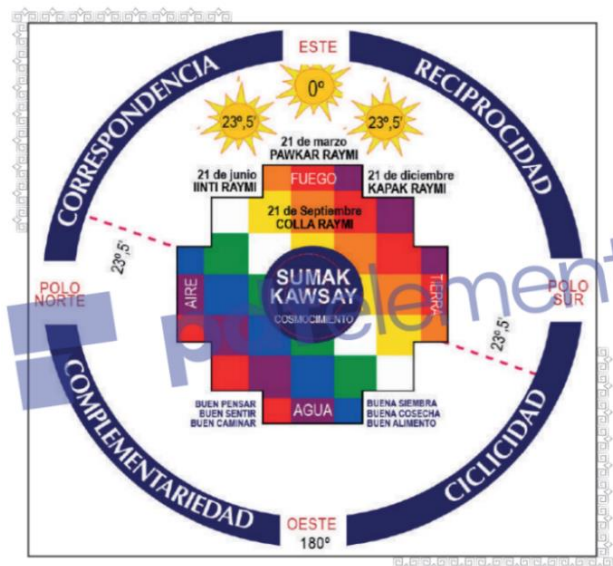 ESTE
CORRESPONDENCIA
RECIPROCIDAD
0º
23º,5'
23º,5'
21 de marzo
PAWKAR RAYMI
21 de junio
IINTI RAYMI
FUEGO
21 de diciembre
KAPAK RAYMI
21 de Septiembre
COLLA RAYMI
23º,5'
POLO
NORTE
AIRE
SUMAK
KAWSAY
COSMOCIMIENTO
TIERRA
POLO
SUR
23º,5'
BUEN PENSAR
BUEN SENTIR
BUEN CAMINAR
AGUA
BUENA SIEMBRA
BUENA COSECHA
BUEN ALIMENTO
COMPLEMENTARIEDAD
CICLICIDAD
OESTE
180º